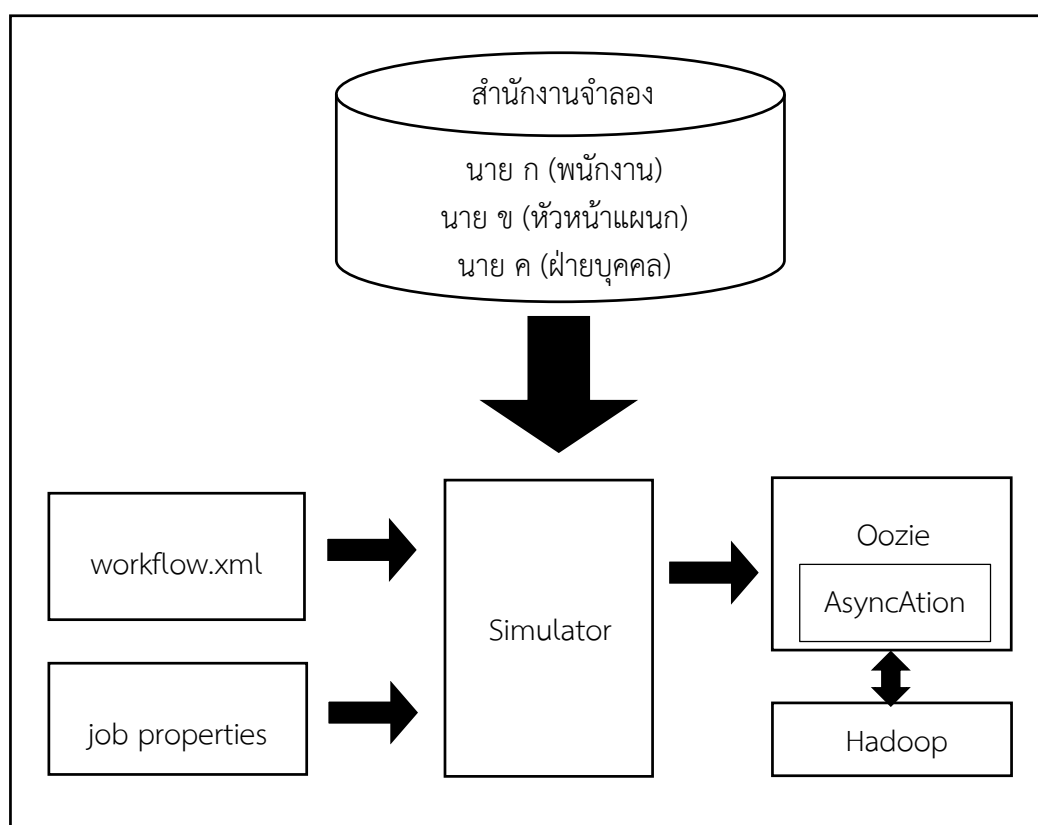 สำนักงานจำลอง
นาย ก (พนักงาน)
นาย ข (หัวหน้าแผนก)
นาย ค (ฝ่ายบุคคล)
workflow.xml
job properties
Simulator
Oozie
AsyncAtion
Hadoop